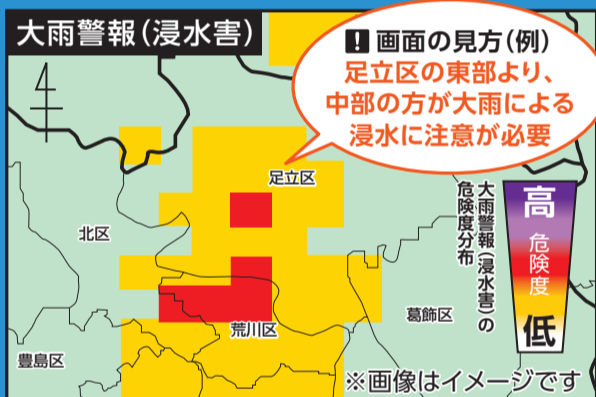 大雨警報(浸水害)
! 画面の見方(例)
足立区の東部より、
中部の方が大雨による
浸水に注意が必要
足立区
北区
大雨警報(浸水害)の
危険度分布
高
危険度
低
葛飾区
荒川区
豊島区
※画像はイメージです